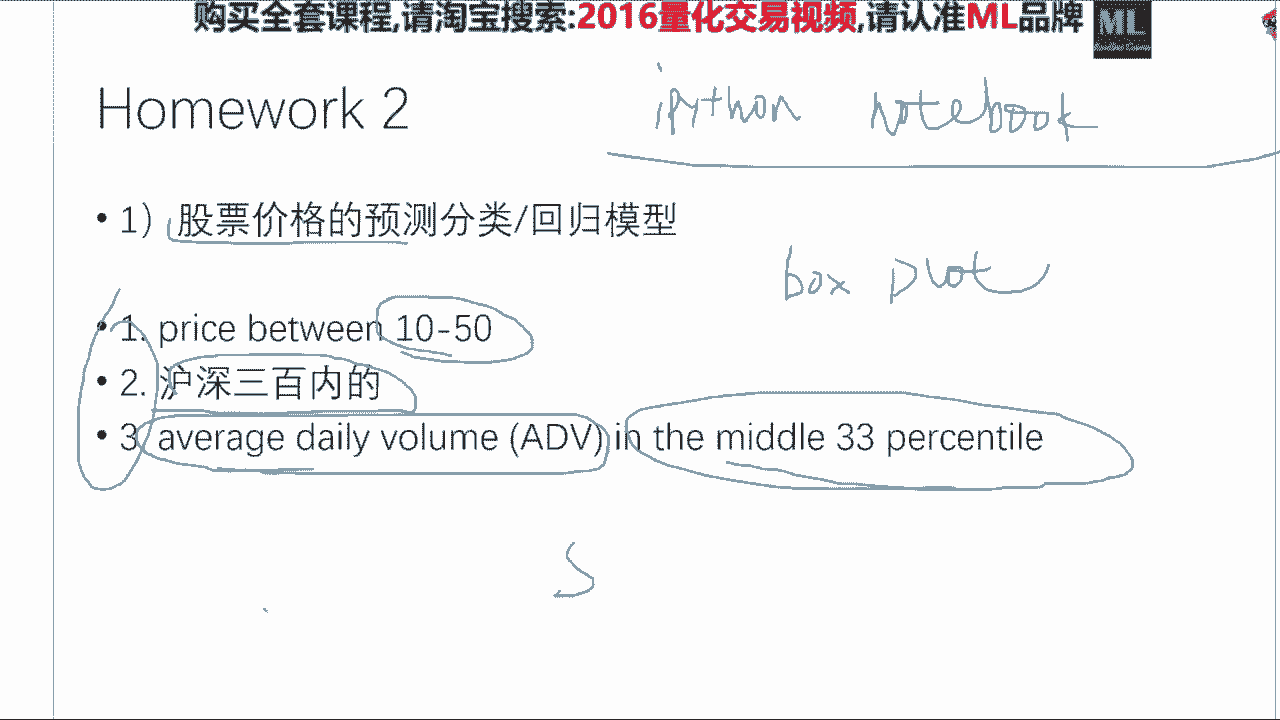 购买全套课程,请淘宝搜索:2016量化交易视频,请认准ML品牌
ML
Homework 2
ipython notebook
• 1） 股票价格的预测分类/回归模型
box plot
• 1. price between 10-50
• 2. 沪深三百内的
• 3. average daily volume (ADV) in the middle 33 percentile
S